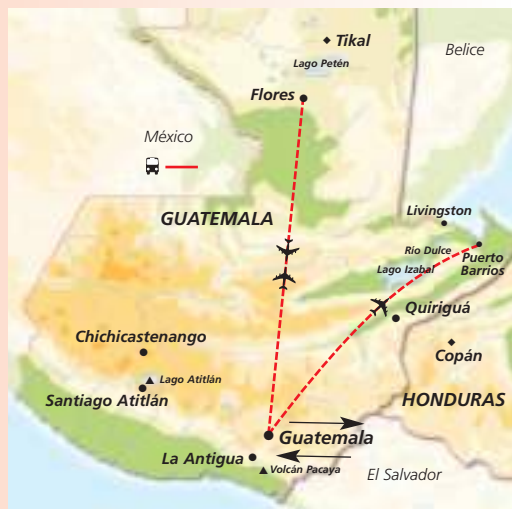 Tikal
Belice
Lago Petén
Flores
México
GUATEMALA
Livingston
Rio Dulce
Puerto
Barrios
Lago Izabal
Quiriguá
Chichicastenango
Copán
Lago Atitlán
Santiago Atitlán
HONDURAS
Guatemala
La Antigua
Volcán Pacaya
El Salvador